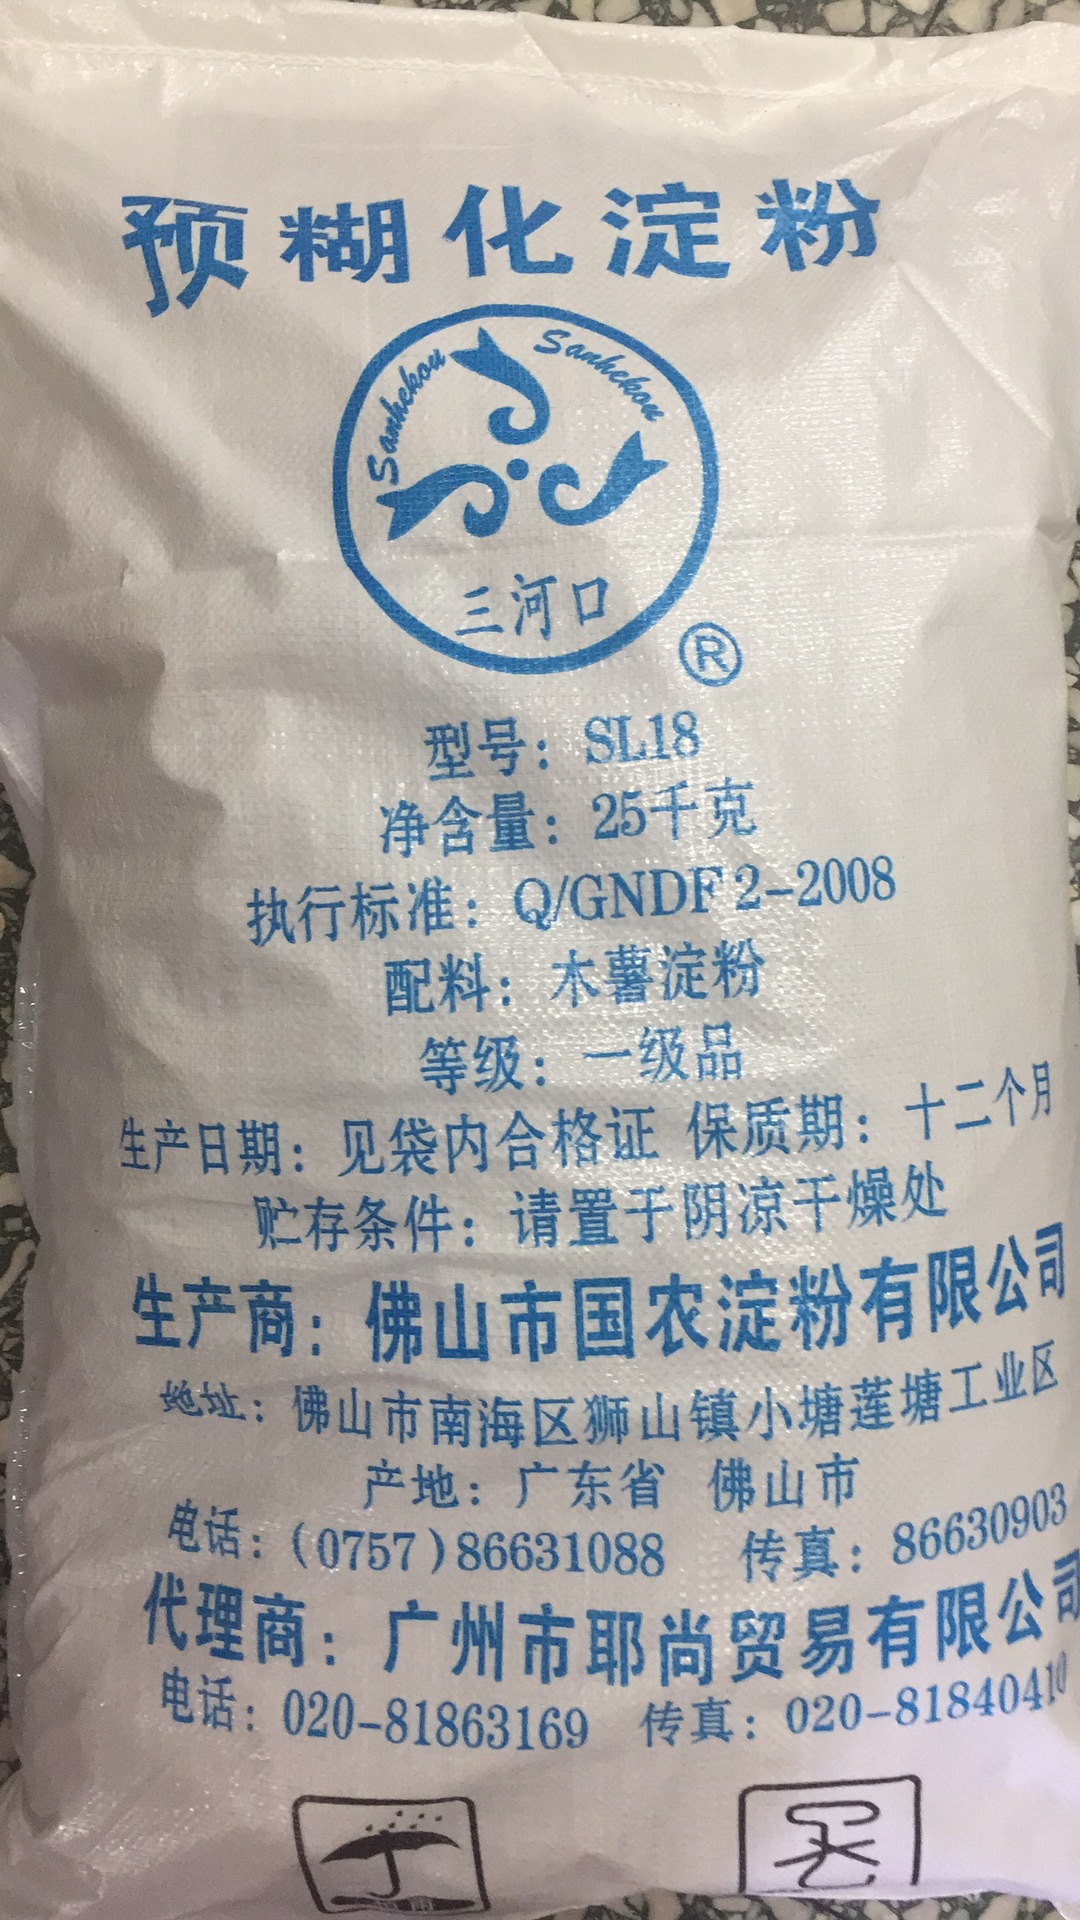 预糊化淀粉
Sanhekou Sanhekou
三河口
®
型号：SL18
净含量：25千克
执行标准：Q/GNDF 2-2008
配料：木薯淀粉
等级：一级品
生产日期：见袋内合格证 保质期：十二个月
贮存条件：请置于阴凉干燥处
生产商：佛山市国农淀粉有限公司
地址：佛山市南海区狮山镇小塘莲塘工业区
产地：广东省 佛山市
电话：(0757)86631088 传真：86630903
代理商：广州市耶尚贸易有限公司
电话：020-81863169 传真：020-81840410